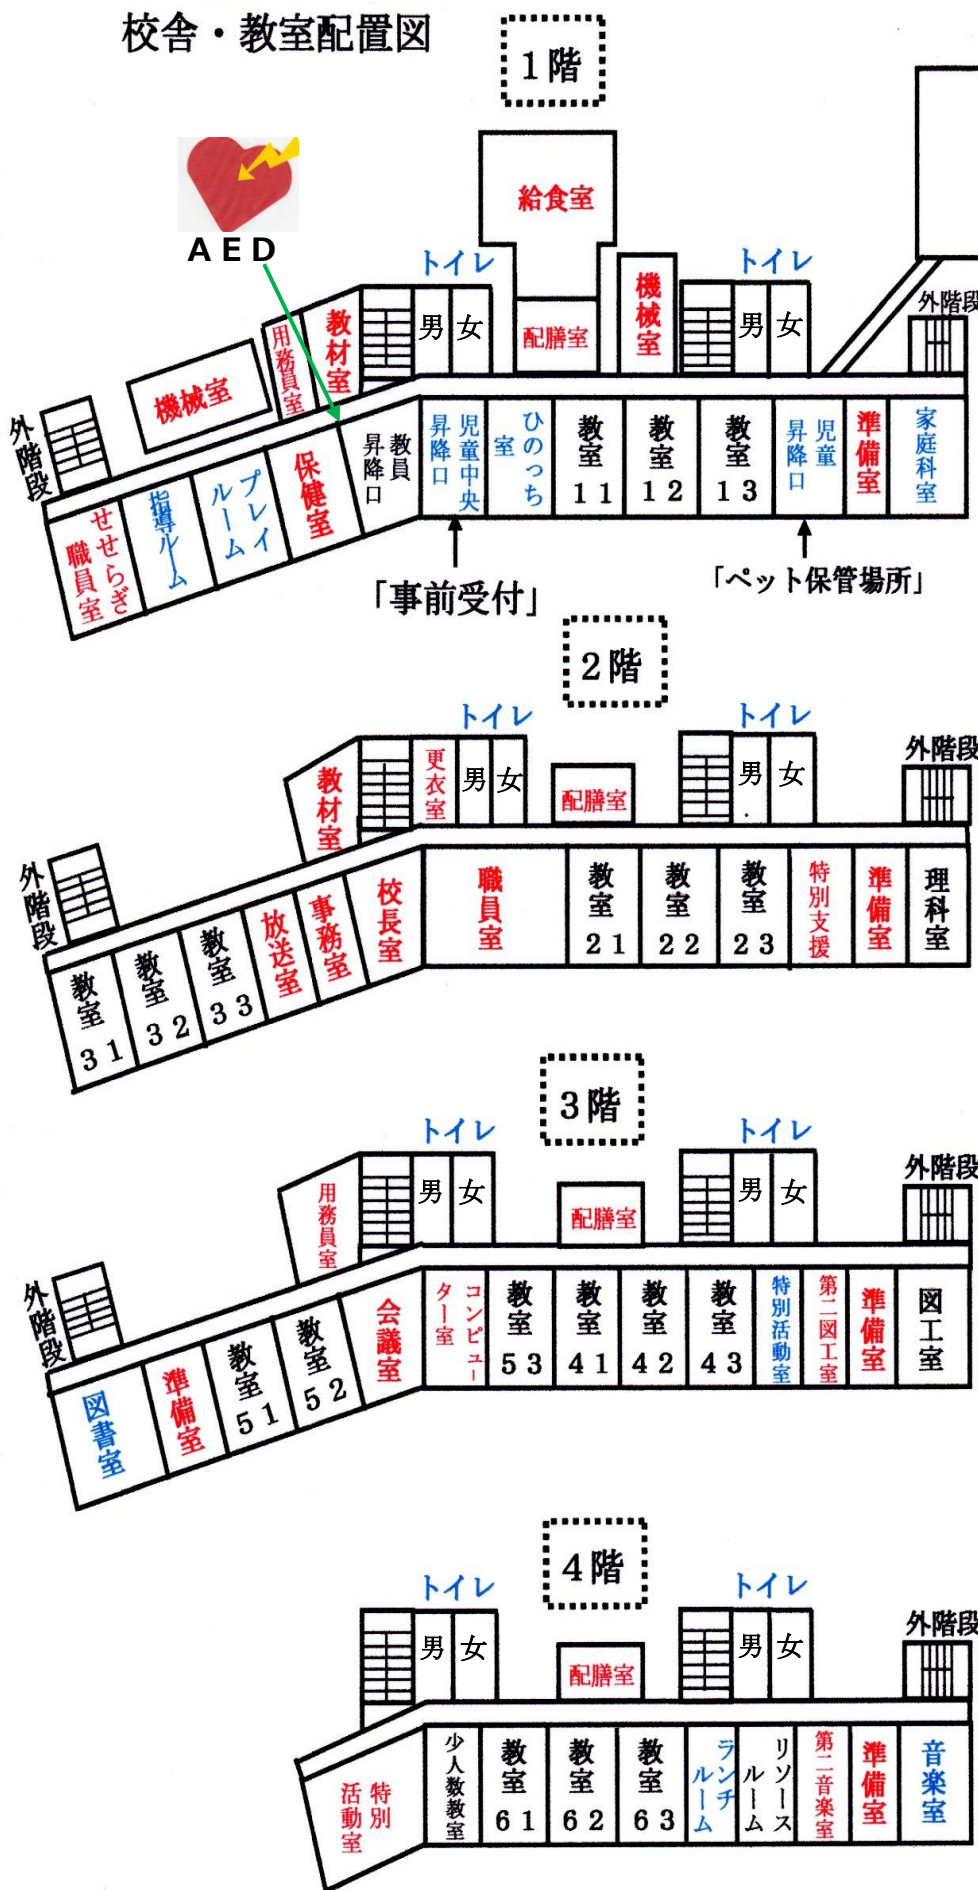 校舎・教室配置図
1階
AED
給食室
トイレ
トイレ
外階段
機械室
用務員室
教材室
男
女
配膳室
機械室
男
女
外階段
せせらぎ職員室
指導ルーム
プレイルーム
保健室
教員昇降口
児童中央昇降口
ひのっち室
教室11
教室12
教室13
児童昇降口
準備室
家庭科室
「事前受付」
「ペット保管場所」
2階
トイレ
トイレ
外階段
教材室
更衣室
男
女
配膳室
男
女
外階段
教室31
教室32
教室33
放送室
事務室
校長室
職員室
教室21
教室22
教室23
特別支援
準備室
理科室
3階
トイレ
トイレ
外階段
用務員室
男
女
配膳室
男
女
外階段
図書室
準備室
教室51
教室52
会議室
コンピューター室
教室53
教室41
教室42
教室43
特別活動室
第二図工室
準備室
図工室
4階
トイレ
トイレ
外階段
男
女
配膳室
男
女
特別活動室
少人数教室
教室61
教室62
教室63
ランチルーム
リソースルーム
第二音楽室
準備室
音楽室